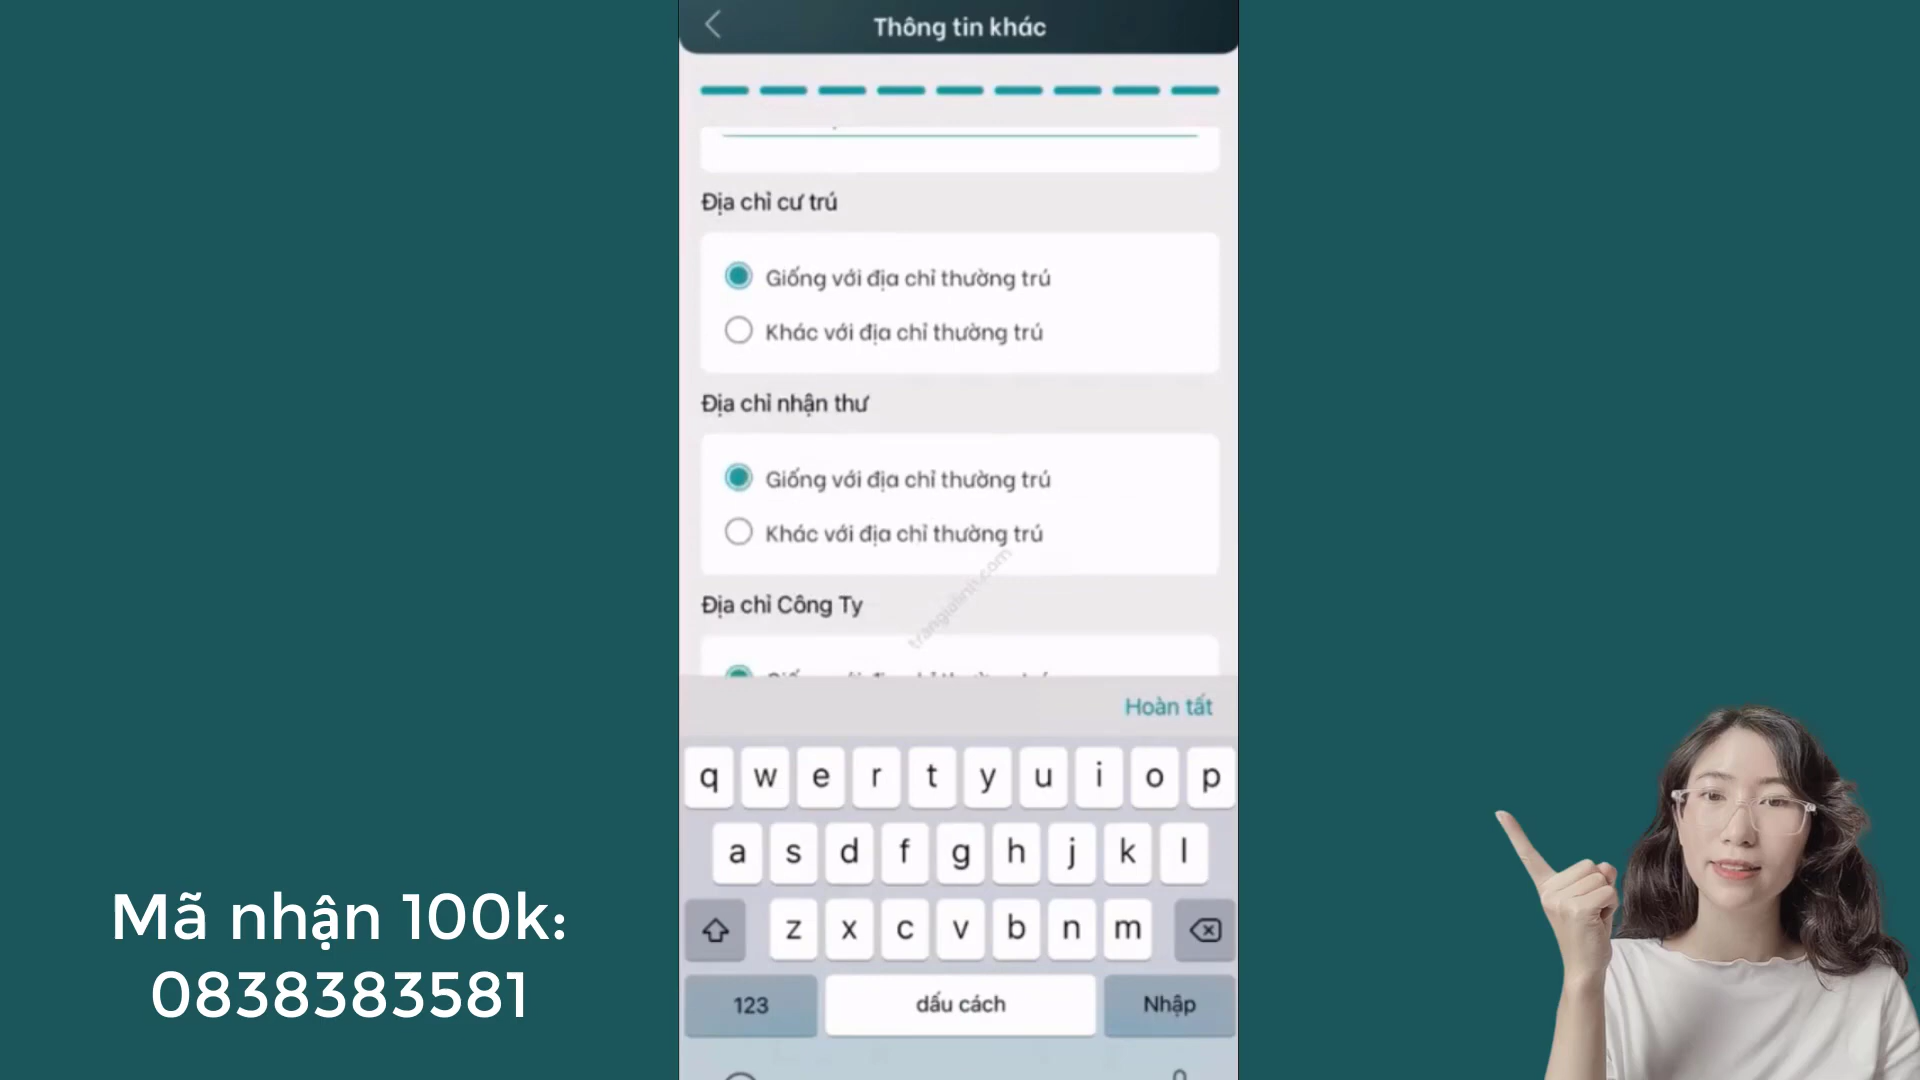 Thông tin khác
Địa chỉ cư trú
Giống với địa chỉ thường trú
Khác với địa chỉ thường trú
Địa chỉ nhận thư
Giống với địa chỉ thường trú
Khác với địa chỉ thường trú
trangialinh.com
Địa chỉ Công Ty
Hoàn tất
q w e r t y u i o p
a s d f g h j k l
z x c v b n m
123 dấu cách Nhập
Mã nhận 100k:
0838383581